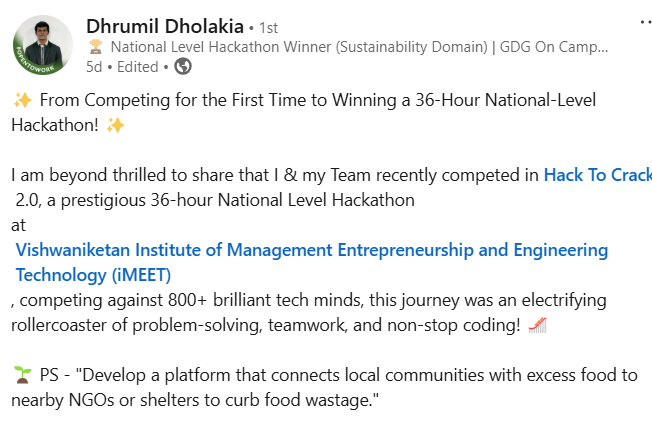 Dhrumil Dholakia • 1st
🏆 National Level Hackathon Winner (Sustainability Domain) | GDG On Camp...
5d • Edited •
#OPENTOWORK
✨ From Competing for the First Time to Winning a 36-Hour National-Level
Hackathon! ✨
I am beyond thrilled to share that I & my Team recently competed in Hack To Crack
2.0, a prestigious 36-hour National Level Hackathon
at
Vishwaniketan Institute of Management Entrepreneurship and Engineering
Technology (iMEET)
, competing against 800+ brilliant tech minds, this journey was an electrifying
rollercoaster of problem-solving, teamwork, and non-stop coding! 📈
🌱 PS - "Develop a platform that connects local communities with excess food to
nearby NGOs or shelters to curb food wastage."